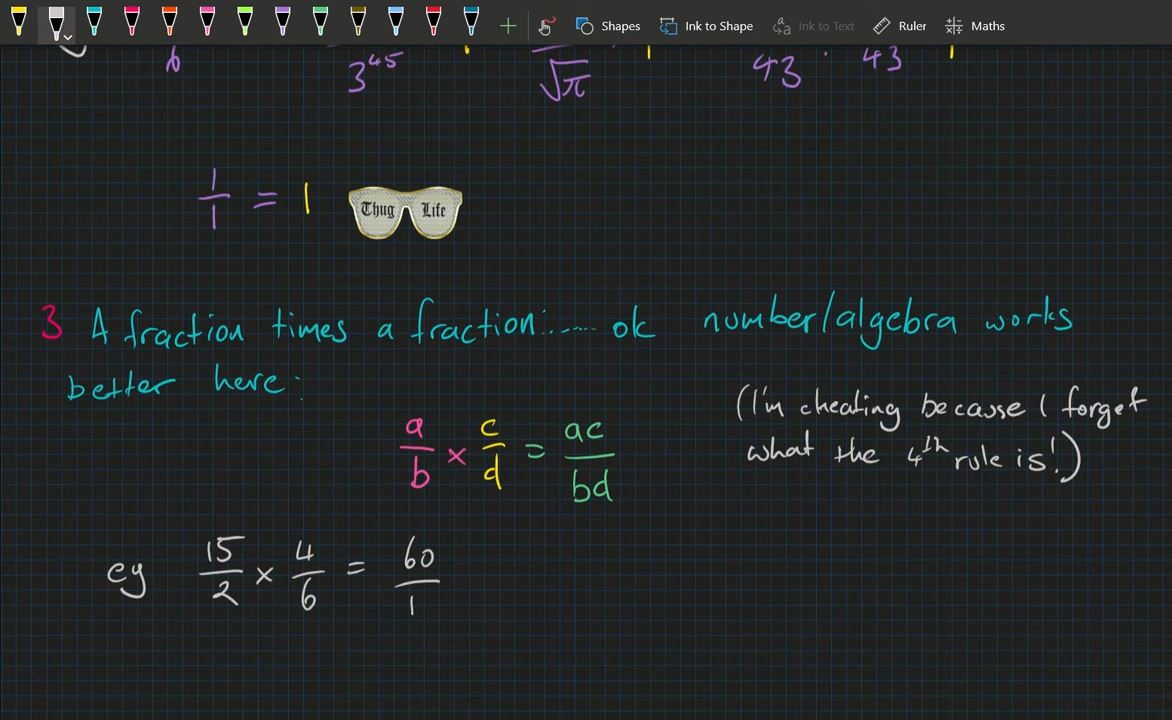 Shapes Ink to Shape Ink to Text Ruler Maths
3^45 √π 43 43
1/1 = 1 Thug Life
3 A fraction times a fraction:...... ok number/algebra works
better here:
(I'm cheating because I forget
what the 4th rule is!)
a/b × c/d = ac/bd
eg 15/2 × 4/6 = 60/1